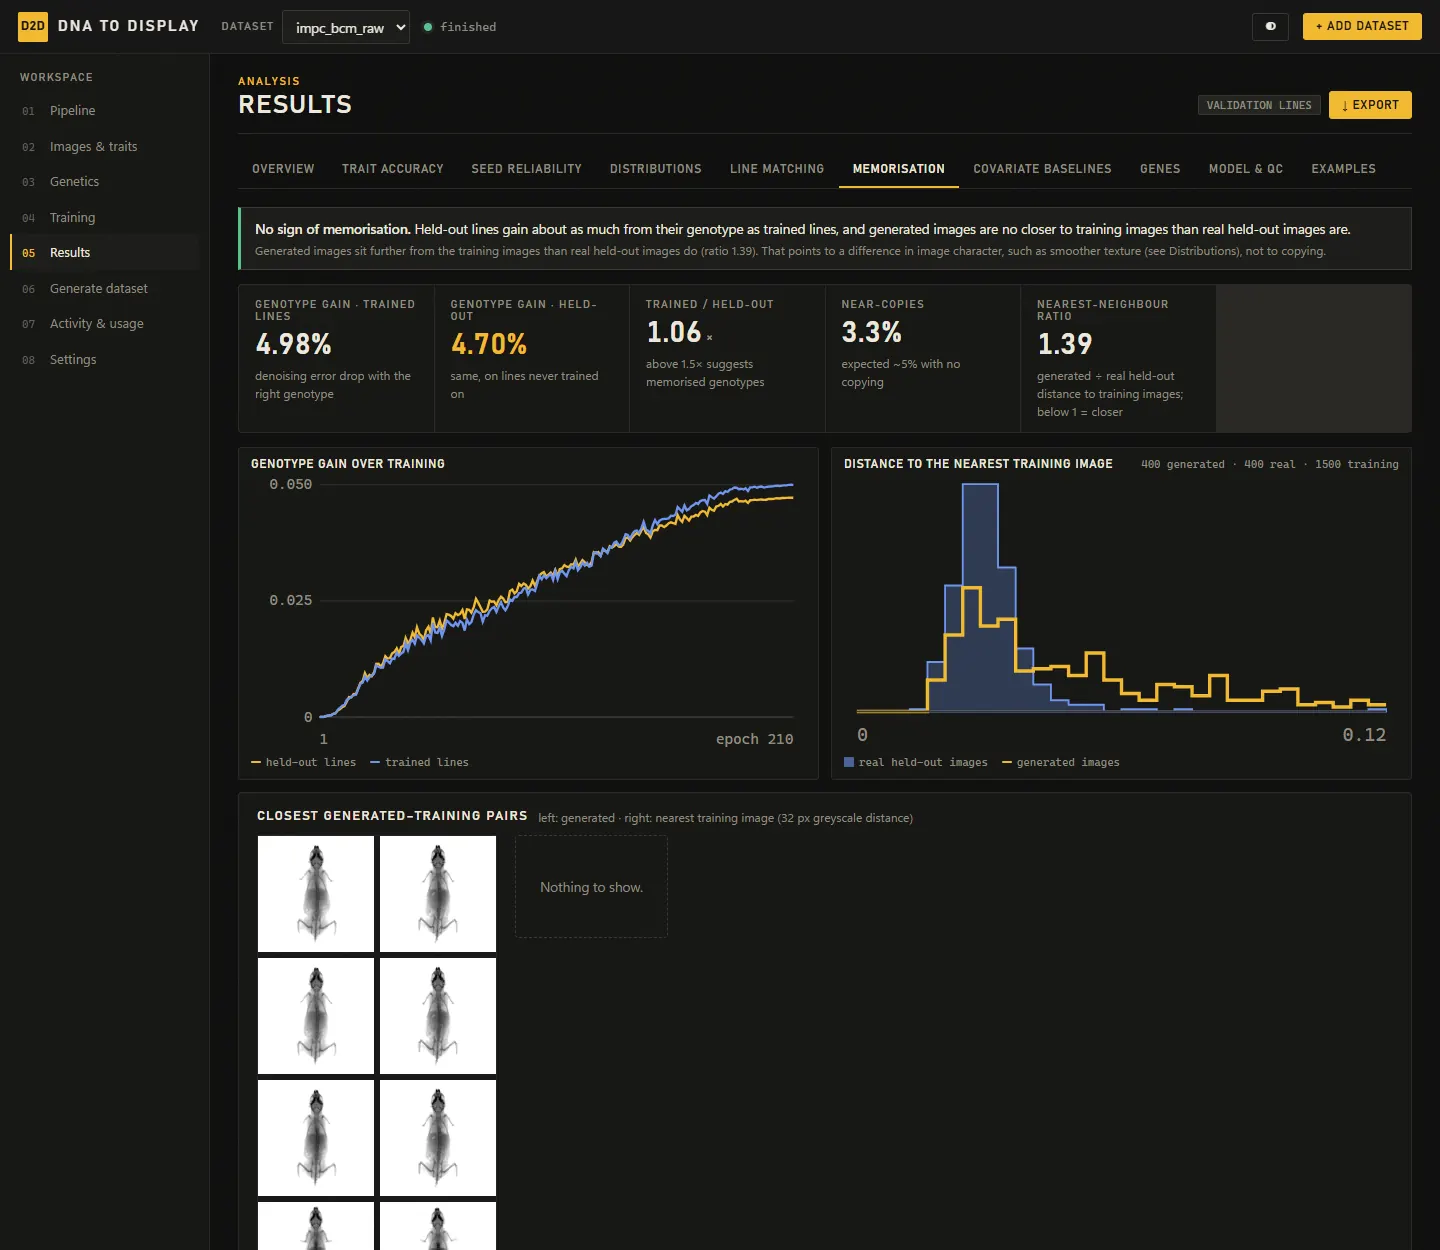 D2D DNA TO DISPLAY DATASET impc_bcm_raw finished + ADD DATASET
WORKSPACE
01 Pipeline
02 Images & traits
03 Genetics
04 Training
05 Results
06 Generate dataset
07 Activity & usage
08 Settings
ANALYSIS
RESULTS
VALIDATION LINES ↓ EXPORT
OVERVIEW TRAIT ACCURACY SEED RELIABILITY DISTRIBUTIONS LINE MATCHING MEMORISATION COVARIATE BASELINES GENES MODEL & QC EXAMPLES
No sign of memorisation. Held-out lines gain about as much from their genotype as trained lines, and generated images are no closer to training images than real held-out images are.
Generated images sit further from the training images than real held-out images do (ratio 1.39). That points to a difference in image character, such as smoother texture (see Distributions), not to copying.
GENOTYPE GAIN · TRAINED
LINES
4.98%
denoising error drop with the
right genotype
GENOTYPE GAIN · HELD-
OUT
4.70%
same, on lines never trained
on
TRAINED / HELD-OUT
1.06 ×
above 1.5× suggests
memorised genotypes
NEAR-COPIES
3.3%
expected ~5% with no
copying
NEAREST-NEIGHBOUR
RATIO
1.39
generated ÷ real held-out
distance to training images;
below 1 = closer
GENOTYPE GAIN OVER TRAINING
0.050
0.025
0
1 epoch 210
held-out lines trained lines
DISTANCE TO THE NEAREST TRAINING IMAGE 400 generated · 400 real · 1500 training
0 0.12
real held-out images generated images
CLOSEST GENERATED–TRAINING PAIRS left: generated · right: nearest training image (32 px greyscale distance)
Nothing to show.